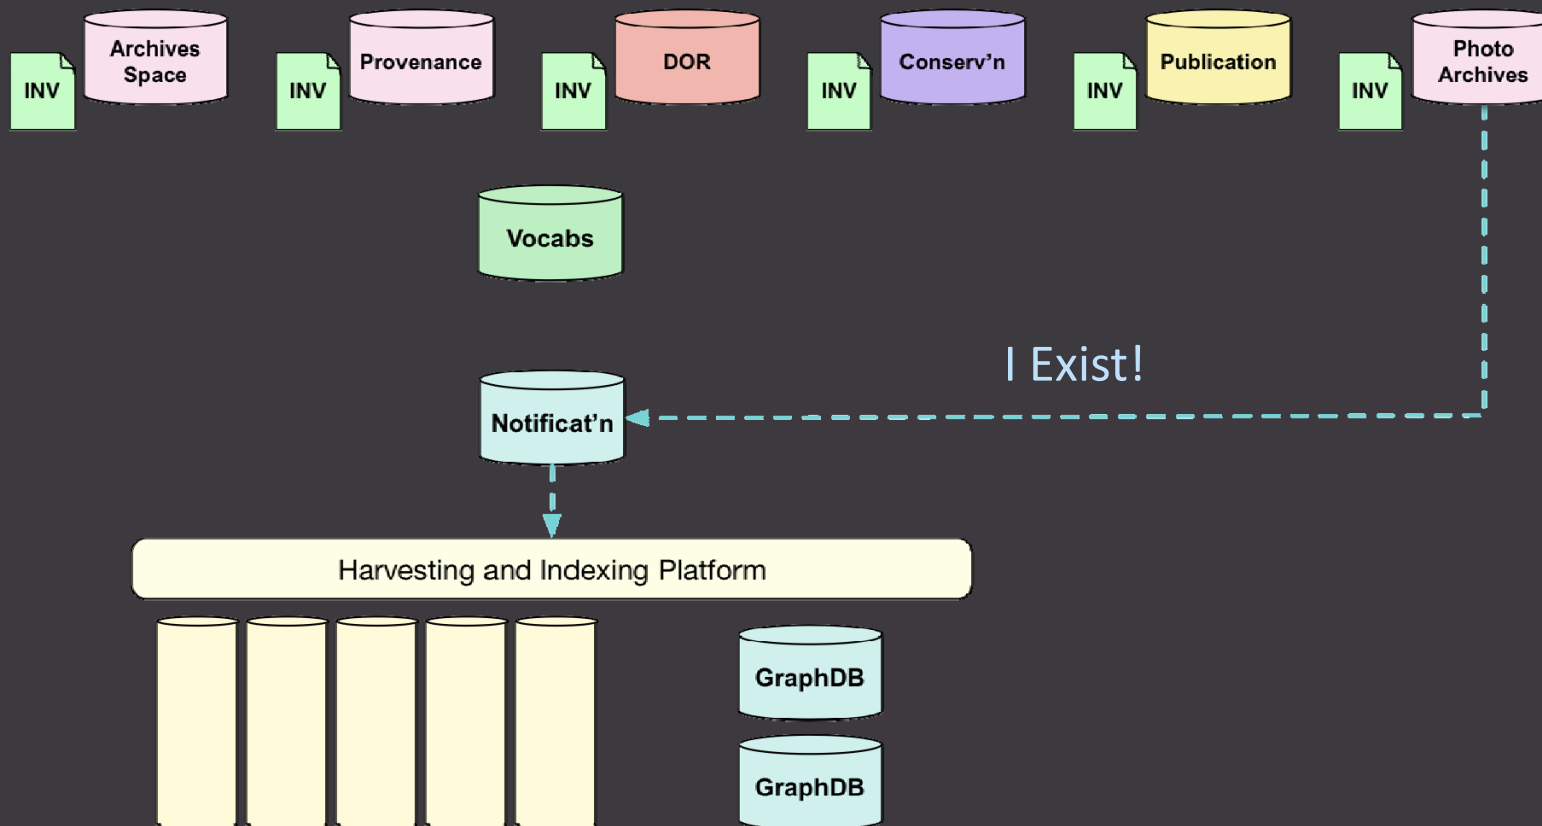 INV
Archives
Space
INV
Provenance
INV
DOR
INV
Conserv'n
INV
Publication
INV
Photo
Archives
Vocabs
I Exist!
Notificat'n
Harvesting and Indexing Platform
GraphDB
GraphDB